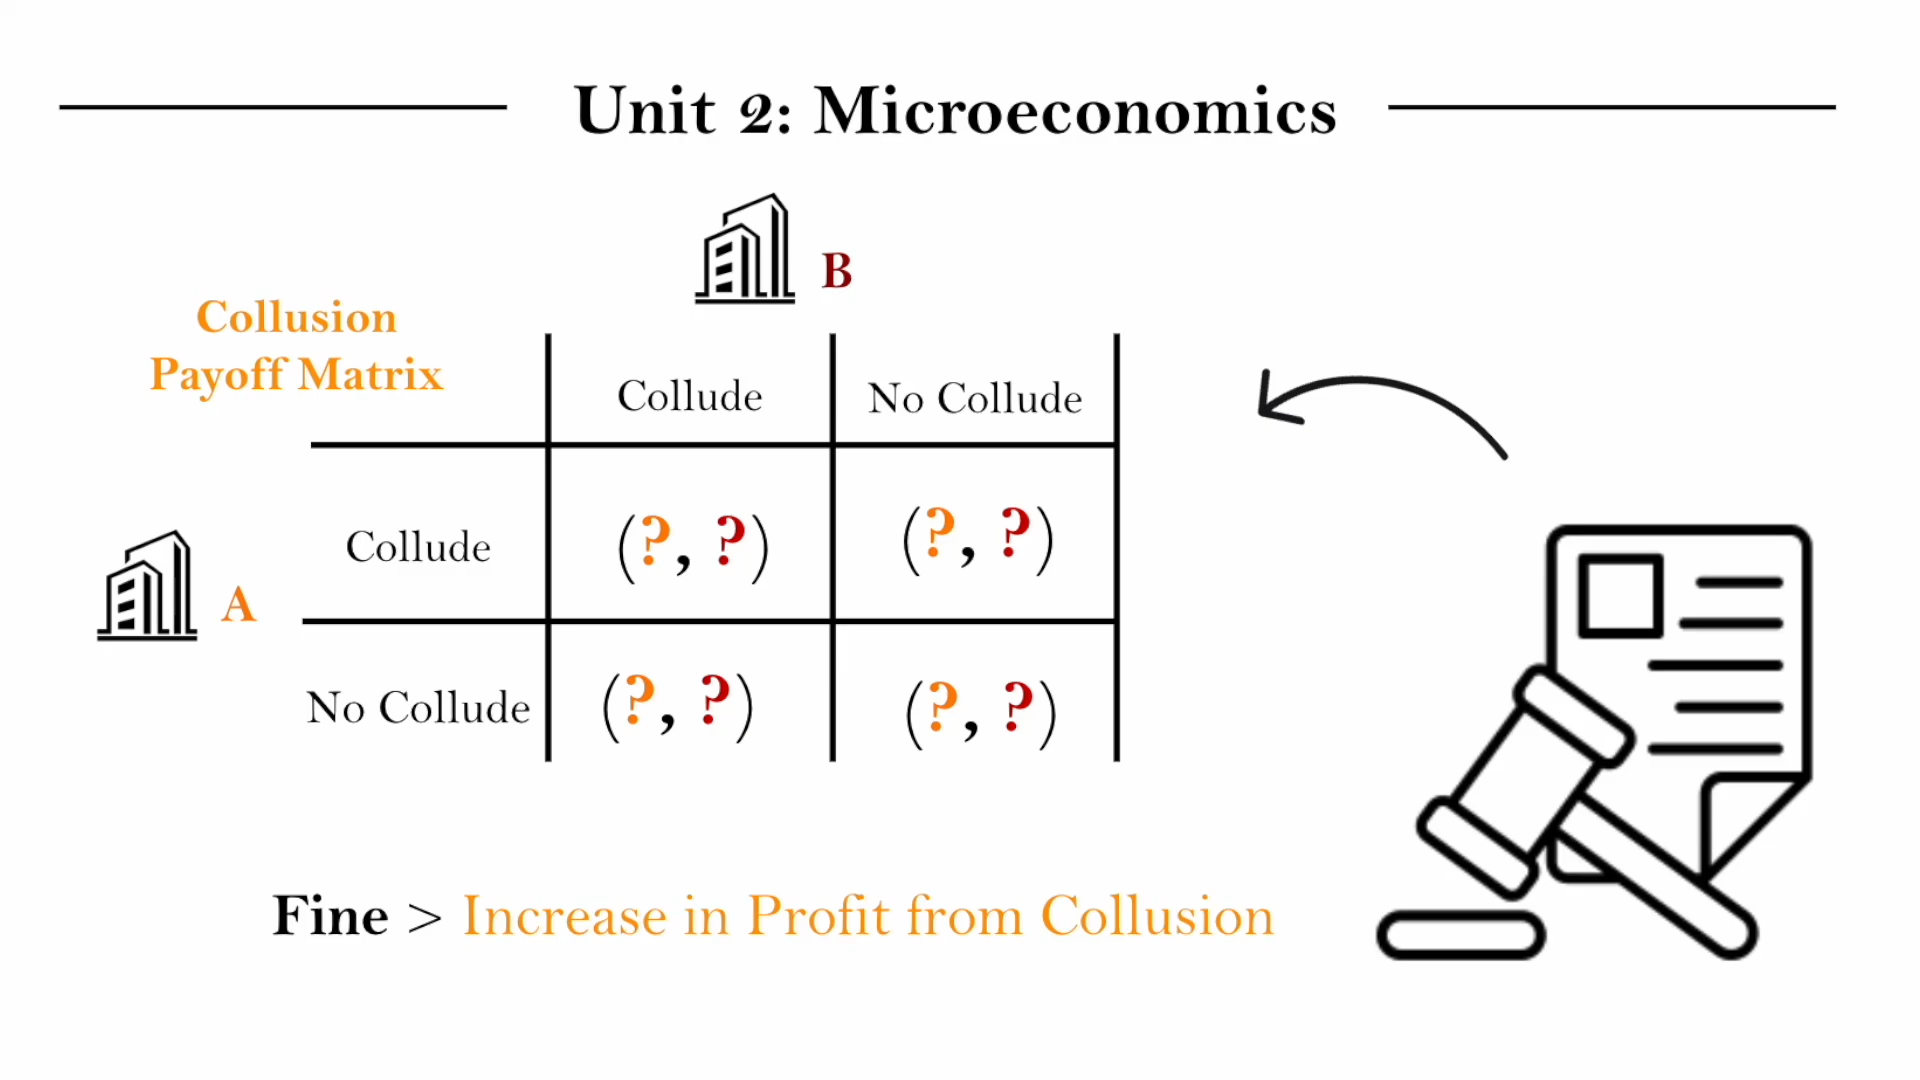 Unit 2: Microeconomics
B
Collusion
Payoff Matrix
Collude No Collude
Collude (?, ?) (?, ?)
A
No Collude (?, ?) (?, ?)
Fine > Increase in Profit from Collusion